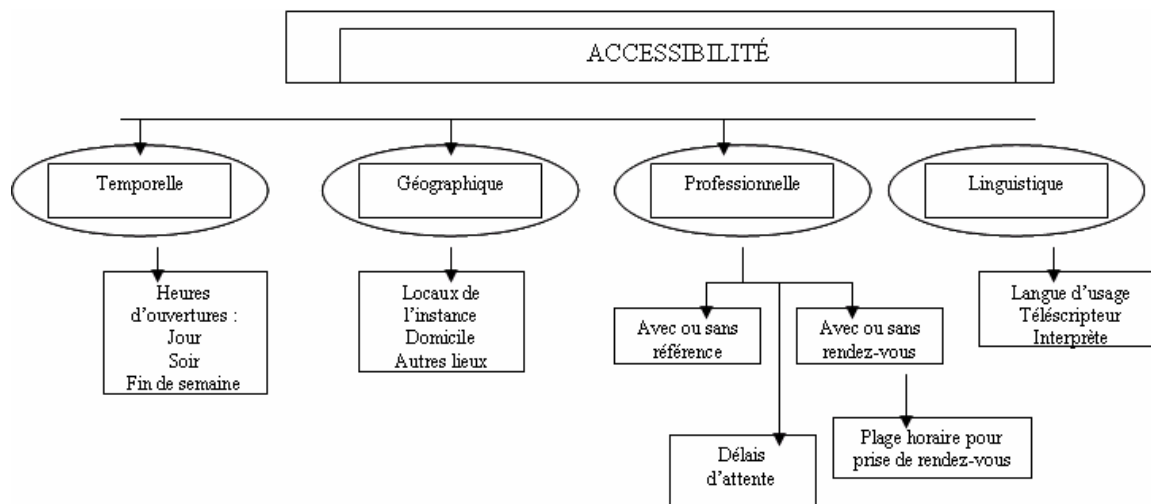 ACCESSIBILITÉ
Temporelle
Géographique
Professionnelle
Linguistique
Heures
d'ouvertures :
Jour
Soir
Fin de semaine
Locaux de
l'instance
Domicile
Autres lieux
Avec ou sans
référence
Avec ou sans
rendez-vous
Langue d'usage
Téléscripteur
Interprète
Délais
d'attente
Plage horaire pour
prise de rendez-vous